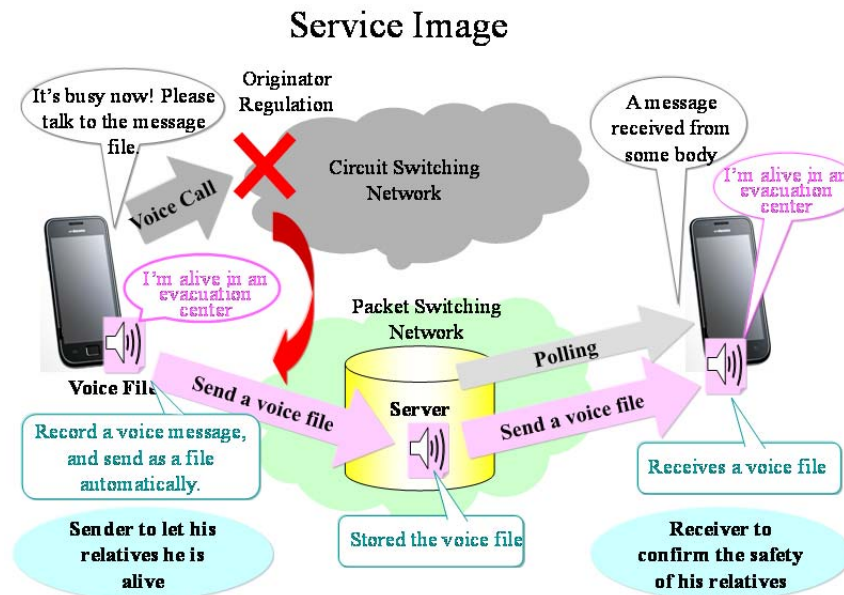 Service Image
It's busy now! Please
talk to the message
file.
Originator
Regulation
A message
received from
some body
Circuit Switching
Network
Voice Call
I'm alive in an
evacuation
center
I'm alive in an
evacuation
center
Packet Switching
Network
Polling
Voice File
Send a voice file
Server
Send a voice file
Record a voice message,
and send as a file
automatically.
Receives a voice file
Stored the voice file
Sender to let his
relatives he is
alive
Receiver to
confirm the safety
of his relatives